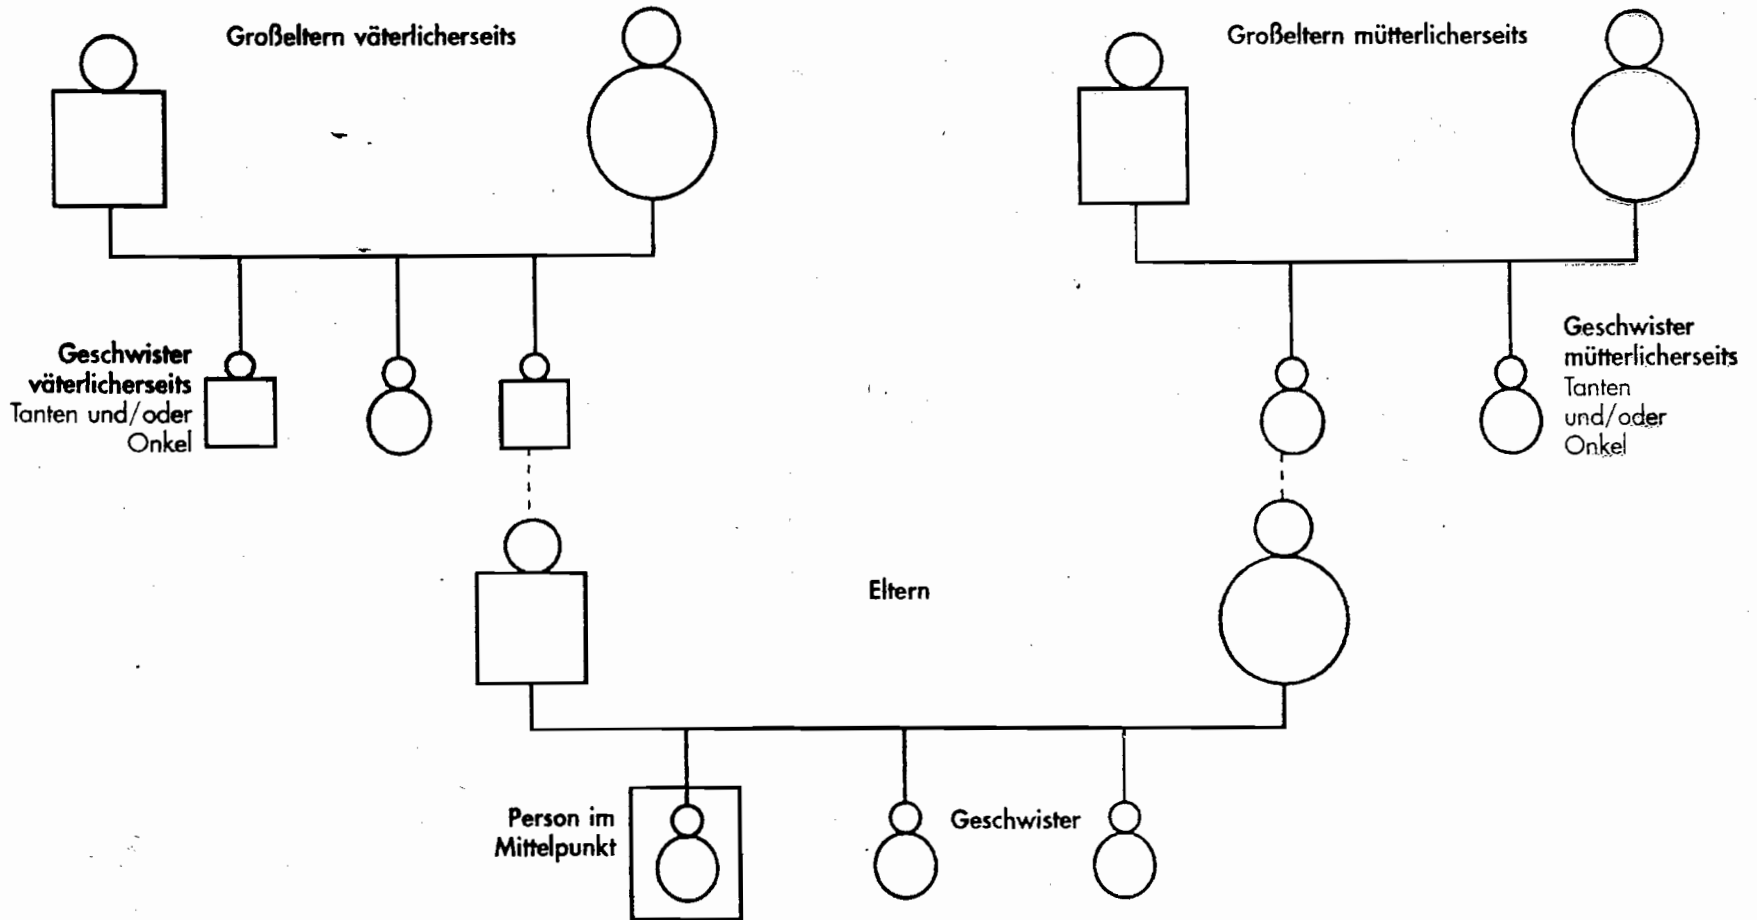 Großeltern väterlicherseits
Großeltern mütterlicherseits
Geschwister
väterlicherseits
Tanten und/oder
Onkel
Geschwister
mütterlicherseits
Tanten
und/oder
Onkel
Eltern
Person im
Mittelpunkt
Geschwister